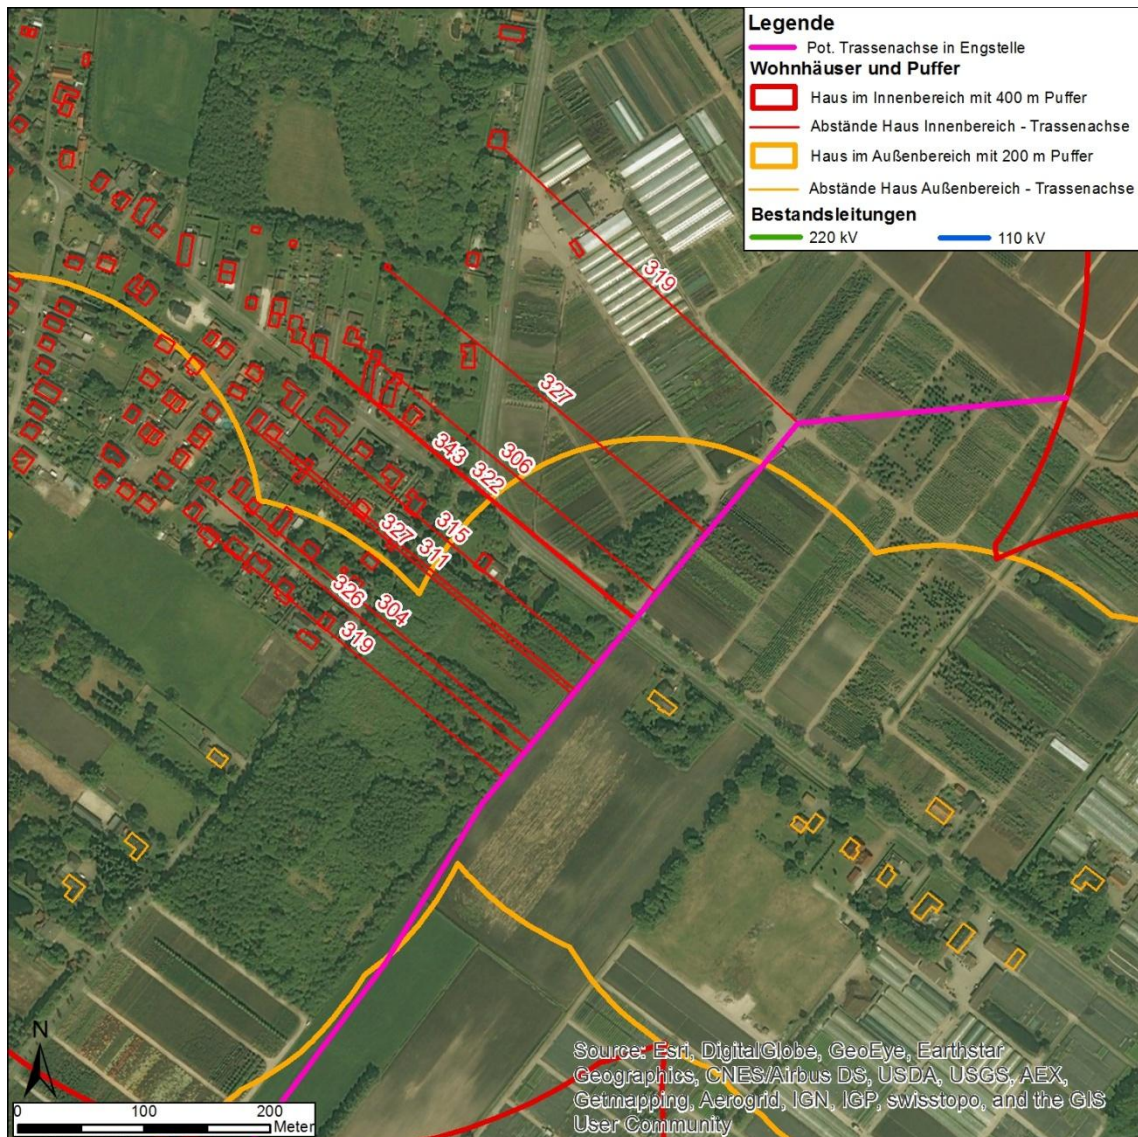 Legende
Pot. Trassenachse in Engstelle
Wohnhäuser und Puffer
Haus im Innenbereich mit 400 m Puffer
Abstände Haus Innenbereich - Trassenachse
Haus im Außenbereich mit 200 m Puffer
Abstände Haus Außenbereich - Trassenachse
Bestandsleitungen
220 kV 110 kV
319
327
306
343 322
315
327 311
326 304
319
N
0 100 200
Meter
Source: Esri, DigitalGlobe, GeoEye, Earthstar
Geographics, CNES/Airbus DS, USDA, USGS, AEX,
Getmapping, Aerogrid, IGN, IGP, swisstopo, and the GIS
User Community